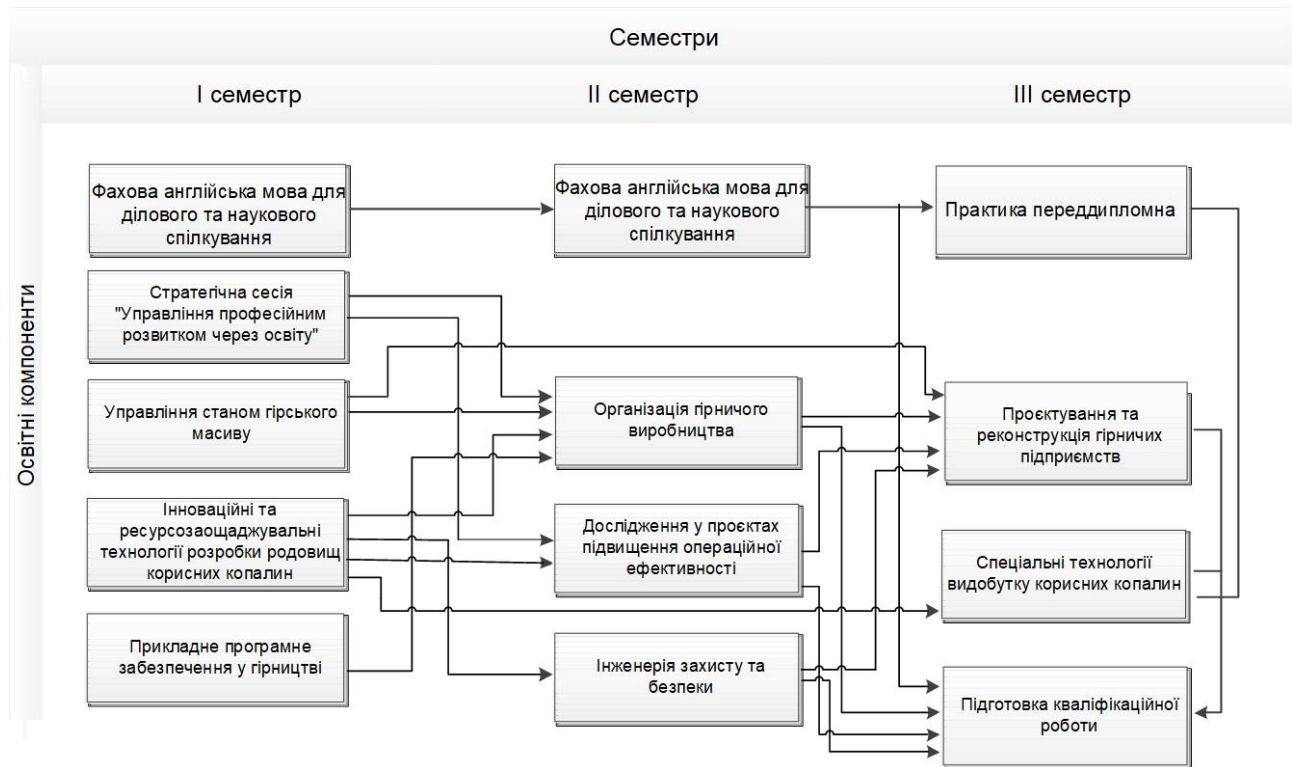 Семестри
І семестр
ІІ семестр
ІІІ семестр
Освітні компоненти
Фахова англійська мова для
ділового та наукового
спілкування
Фахова англійська мова для
ділового та наукового
спілкування
Практика переддипломна
Стратегічна сесія
"Управління професійним
розвитком через освіту"
Управління станом гірського
масиву
Організація гірничого
виробництва
Проєктування та
реконструкція гірничих
підприємств
Інноваційні та
ресурсозаощаджувальні
технології розробки родовищ
корисних копалин
Дослідження у проєктах
підвищення операційної
ефективності
Спеціальні технології
видобутку корисних копалин
Прикладне програмне
забезпечення у гірництві
Інженерія захисту та
безпеки
Підготовка кваліфікаційної
роботи